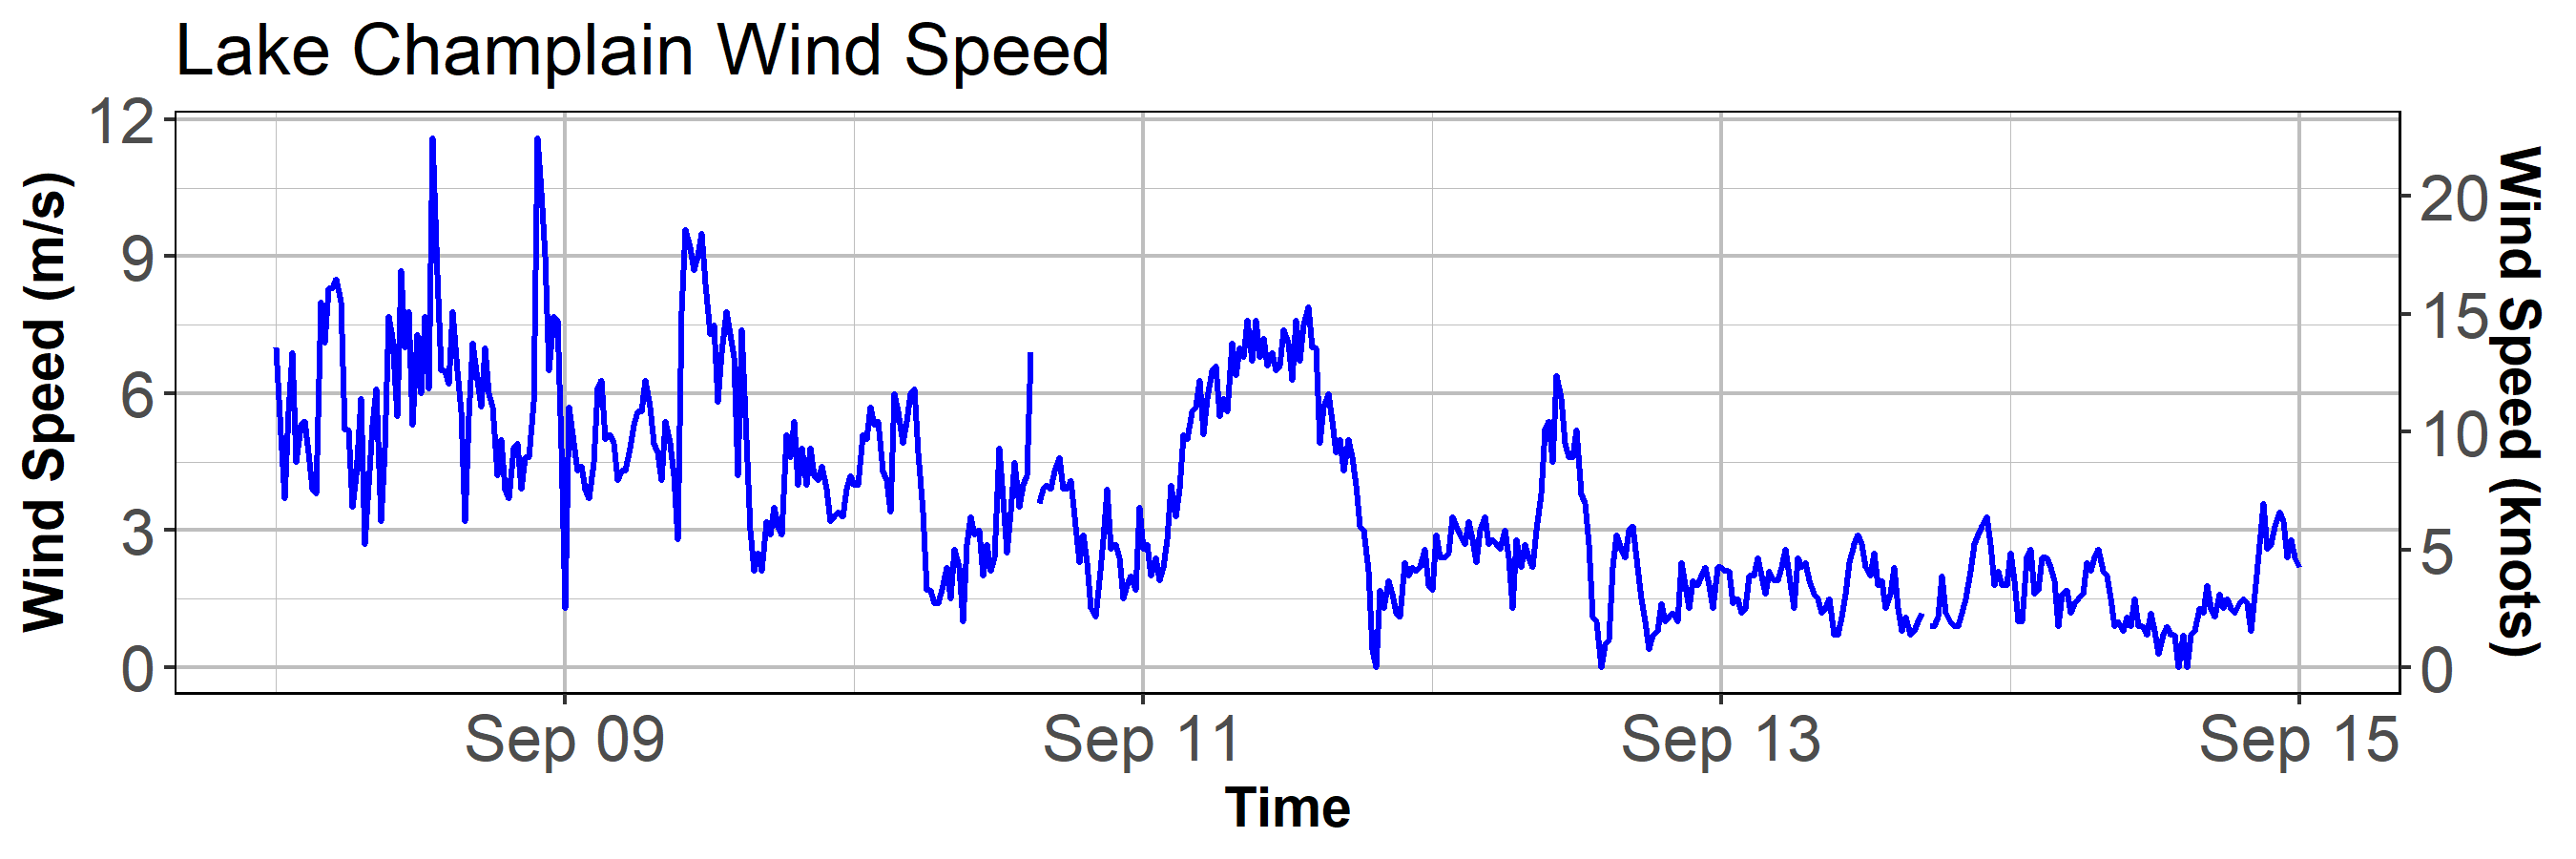 Lake Champlain Wind Speed
Wind Speed (m/s)
12
9
6
3
0
20
15
10
5
0
Wind Speed (knots)
Sep 09
Sep 11
Sep 13
Sep 15
Time